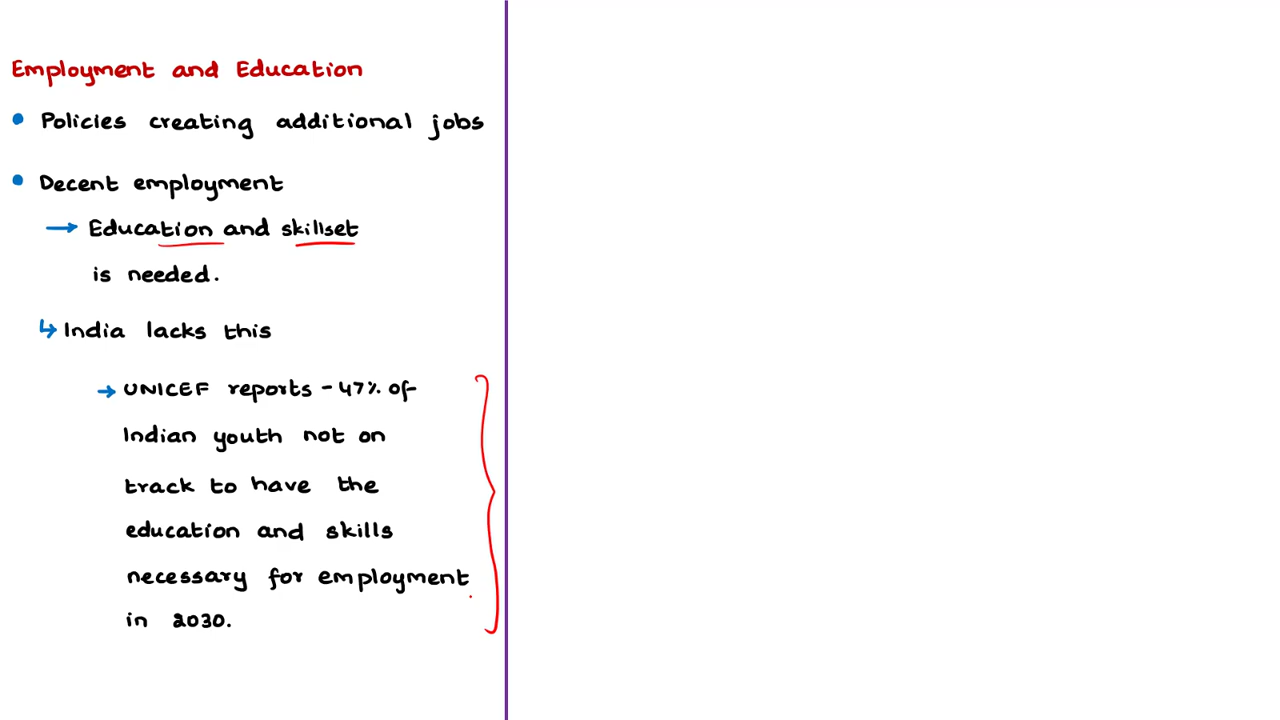 Employment and Education
• Policies creating additional jobs
• Decent employment
→ Education and skillset
is needed.
↳ India lacks this
→ UNICEF reports - 47% of
Indian youth not on
track to have the
education and skills
necessary for employment
in 2030.